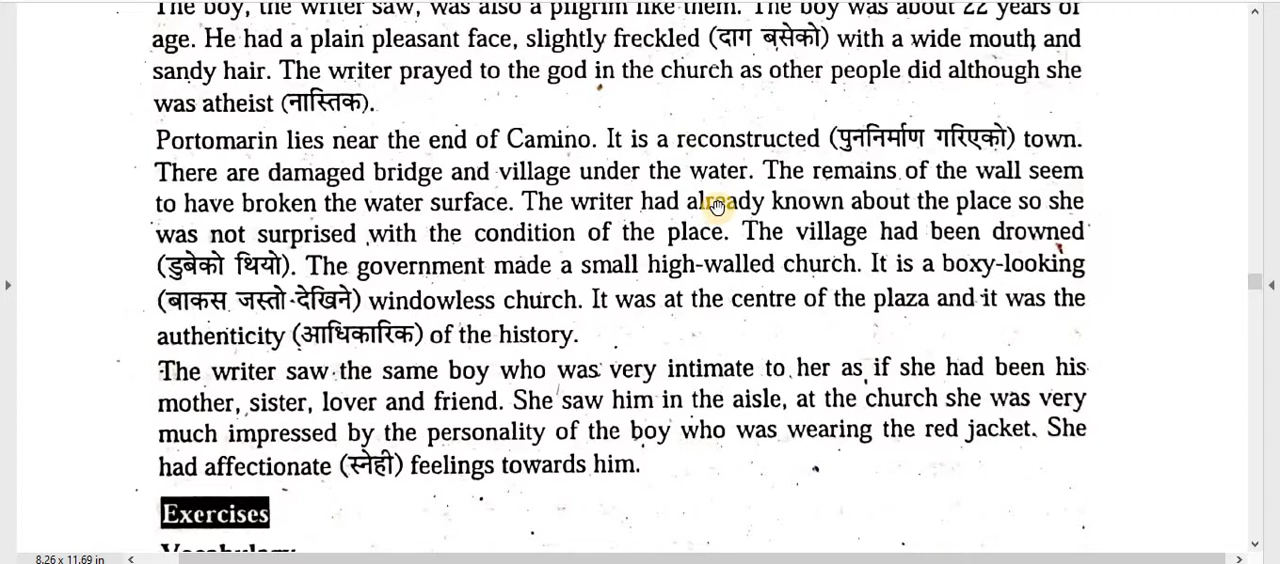 The boy, the writer saw, was also a pilgrim like them. The boy was about 22 years of
age. He had a plain pleasant face, slightly freckled (दाग बसेको) with a wide mouth and
sandy hair. The writer prayed to the god in the church as other people did although she
was atheist (नास्तिक).
Portomarin lies near the end of Camino. It is a reconstructed (पुननिर्माण गरिएको) town.
There are damaged bridge and village under the water. The remains of the wall seem
to have broken the water surface. The writer had already known about the place so she
was not surprised with the condition of the place. The village had been drowned
(डुबेको थियो). The government made a small high-walled church. It is a boxy-looking
(बाकस जस्तो देखिने) windowless church. It was at the centre of the plaza and it was the
authenticity (आधिकारिक) of the history.
The writer saw the same boy who was very intimate to her as if she had been his
mother, sister, lover and friend. She saw him in the aisle, at the church she was very
much impressed by the personality of the boy who was wearing the red jacket. She
had affectionate (स्नेही) feelings towards him.
Exercises
Vocabulary
8.26 x 11.69 in